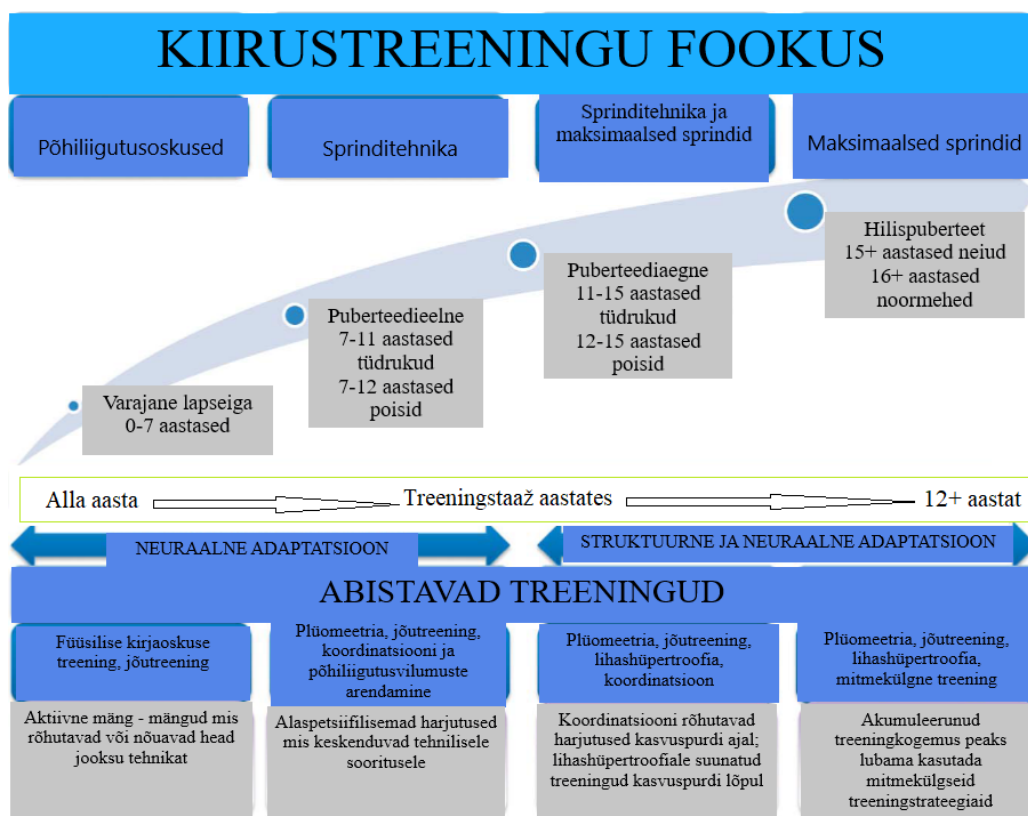 KIIRUSTREENINGU FOOKUS
Põhiliigutusoskused
Sprinditehnika
Sprinditehnika ja
maksimaalsed sprindid
Maksimaalsed sprindid
Varajane lapseiga
0-7 aastased
Puberteedieelne
7-11 aastased
tüdrukud
7-12 aastased
poisid
Puberteediaegne
11-15 aastased
tüdrukud
12-15 aastased
poisid
Hilispuberteet
15+ aastased neiud
16+ aastased
noormehed
Alla aasta
Treeningstaaž aastates
12+ aastat
NEURAALNE ADAPTATSIOON
STRUKTUURNE JA NEURAALNE ADAPTATSIOON
ABISTAVAD TREENINGUD
Füüsilise kirjaoskuse
treening, jõutreening
Plüomeetria, jõutreening,
koordinatsiooni ja
põhiliigutusvilumuste
arendamine
Plüomeetria, jõutreening,
lihashüpertroofia,
koordinatsioon
Plüomeetria, jõutreening,
lihashüpertroofia,
mitmekülgne treening
Aktiivne mäng - mängud mis
rõhutavad või nõuavad head
jooksu tehnikat
Alaspetsiifilisemad harjutused
mis keskenduvad tehnilisele
sooritusele
Koordinatsiooni rõhutavad
harjutused kasvuspurdi ajal;
lihashüpertroofiale suunatud
treeningud kasvuspurdi lõpul
Akumuleerunud
treeningkogemus peaks
lubama kasutada
mitmekülgseid
treeningstrateegiaid